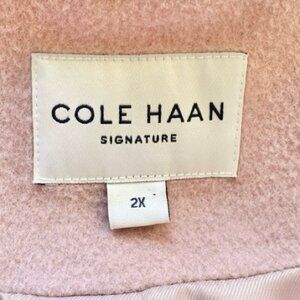 COLE HAAN
SIGNATURE
2X